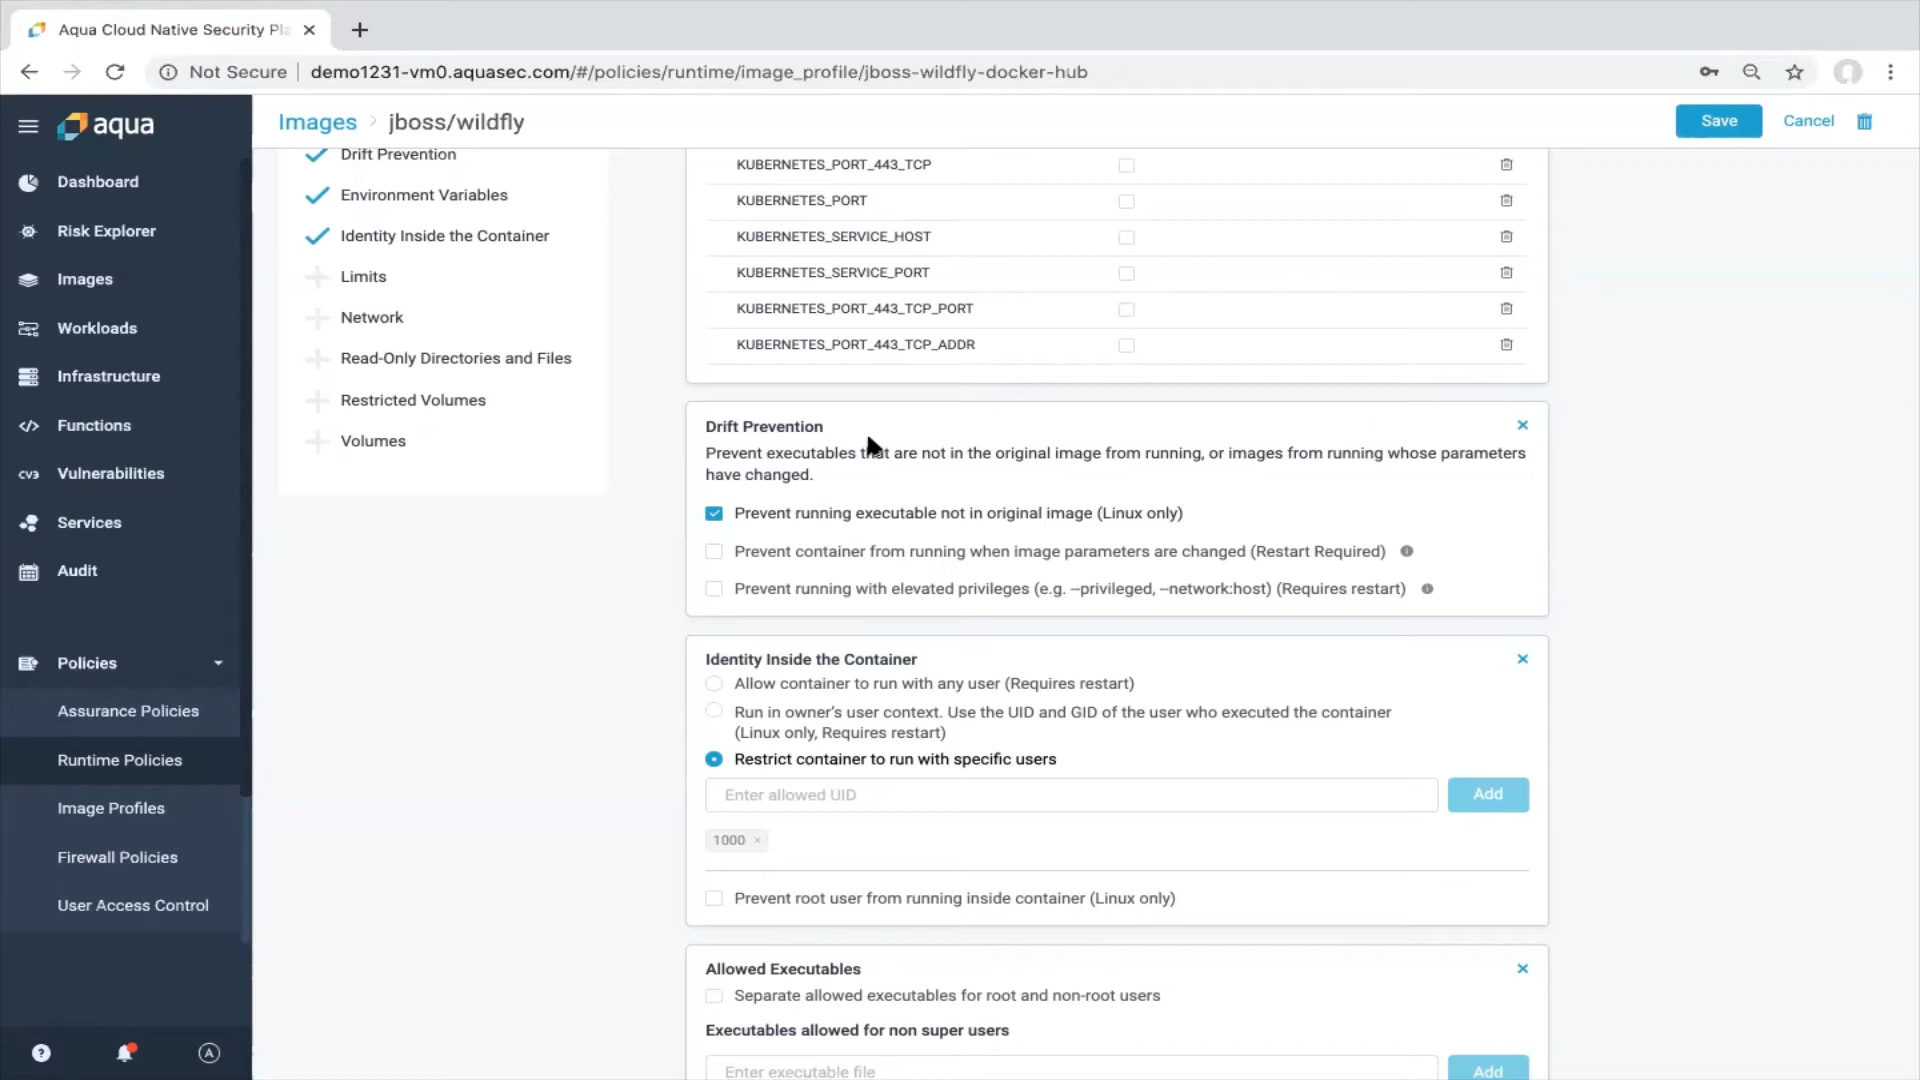 Aqua Cloud Native Security Pla
Not Secure
demo1231-vm0.aquasec.com/#/policies/runtime/image_profile/jboss-wildfly-docker-hub
aqua
Images > jboss/wildfly
Save
Cancel
Dashboard
Risk Explorer
Images
Workloads
Infrastructure
Functions
CVE Vulnerabilities
Services
Audit
Policies
Assurance Policies
Runtime Policies
Image Profiles
Firewall Policies
User Access Control
?
A
Drift Prevention
Environment Variables
Identity Inside the Container
Limits
Network
Read-Only Directories and Files
Restricted Volumes
Volumes
KUBERNETES_PORT_443_TCP
KUBERNETES_PORT
KUBERNETES_SERVICE_HOST
KUBERNETES_SERVICE_PORT
KUBERNETES_PORT_443_TCP_PORT
KUBERNETES_PORT_443_TCP_ADDR
Drift Prevention
Prevent executables that are not in the original image from running, or images from running whose parameters
have changed.
Prevent running executable not in original image (Linux only)
Prevent container from running when image parameters are changed (Restart Required)
Prevent running with elevated privileges (e.g. --privileged, --network:host) (Requires restart)
Identity Inside the Container
Allow container to run with any user (Requires restart)
Run in owner's user context. Use the UID and GID of the user who executed the container
(Linux only, Requires restart)
Restrict container to run with specific users
Enter allowed UID
Add
1000 ×
Prevent root user from running inside container (Linux only)
Allowed Executables
Separate allowed executables for root and non-root users
Executables allowed for non super users
Enter executable file
Add